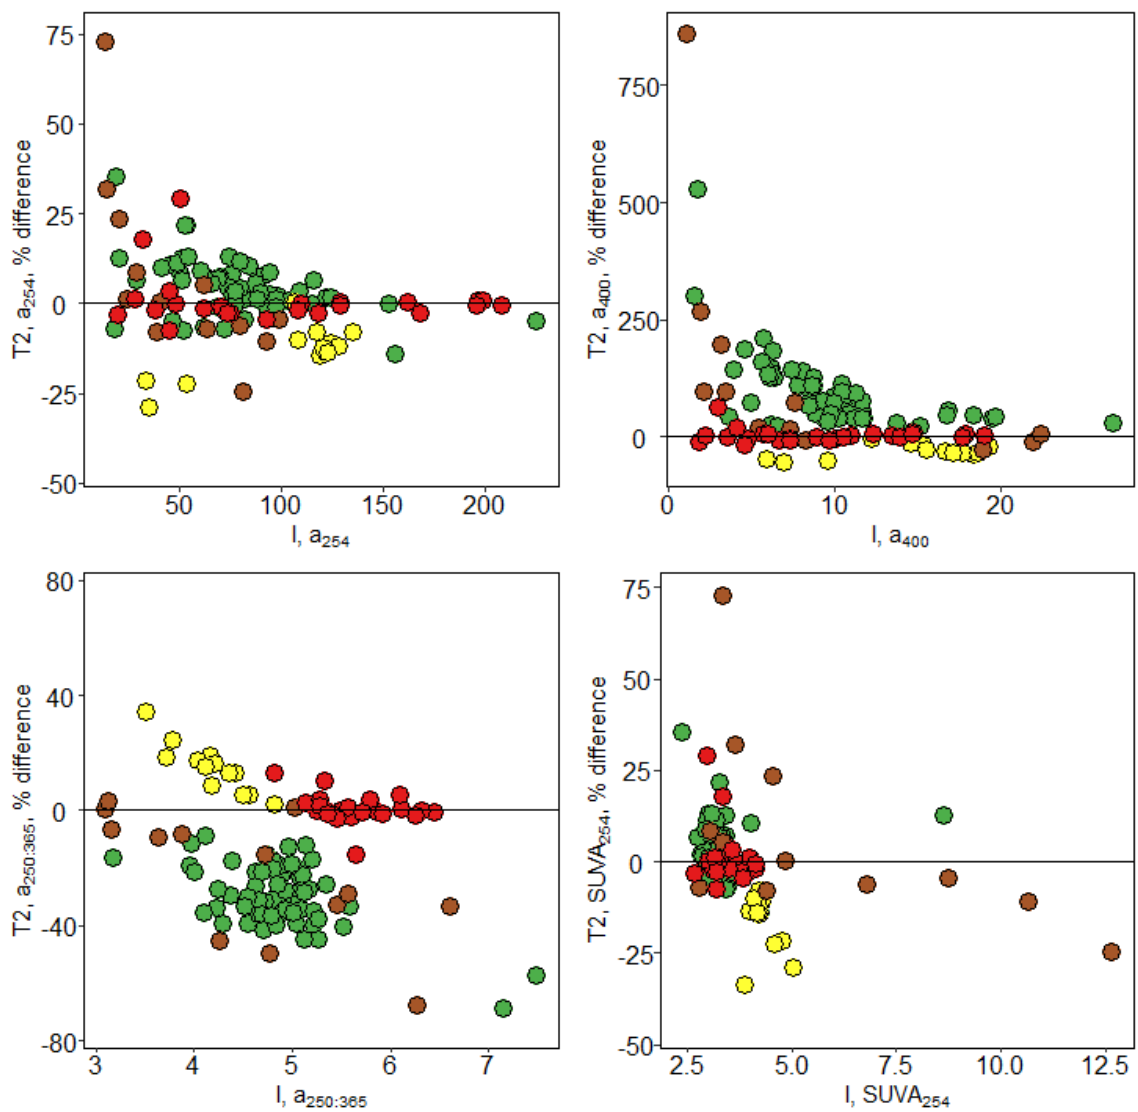 75
50
25
0
-25
-50
T2, a254, % difference
50 100 150 200
I, a254
750
500
250
0
T2, a400, % difference
0 10 20
I, a400
80
40
0
-40
-80
T2, a250:365, % difference
3 4 5 6 7
I, a250:365
75
50
25
0
-25
-50
T2, SUVA254, % difference
2.5 5.0 7.5 10.0 12.5
I, SUVA254